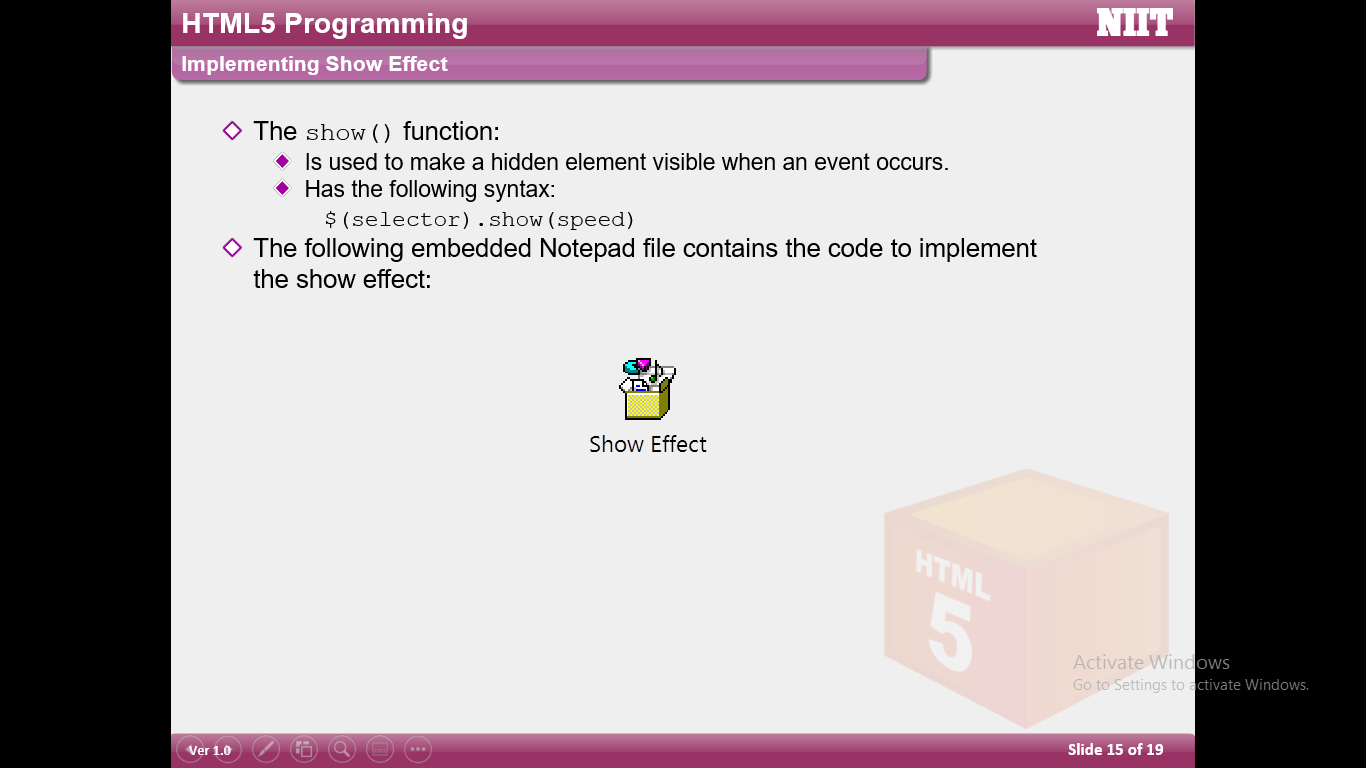 HTML5 Programming
NIIT
Implementing Show Effect
The show() function:
Is used to make a hidden element visible when an event occurs.
Has the following syntax:
$(selector).show(speed)
The following embedded Notepad file contains the code to implement
the show effect:
Show Effect
HTML
5
Activate Windows
Go to Settings to activate Windows.
Ver 1.0
Slide 15 of 19